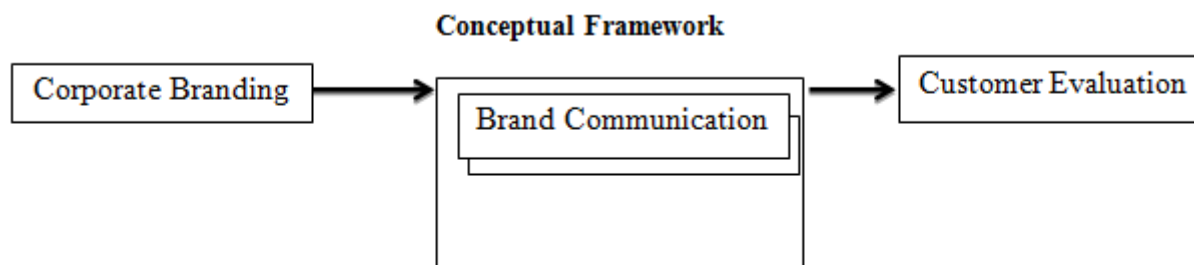 Conceptual Framework
Corporate Branding
Brand Communication
Customer Evaluation